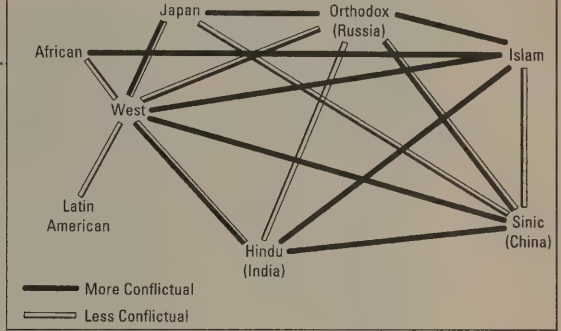 Japan
Orthodox
(Russia)
African
Islam
West
Latin
American
Sinic
(China)
Hindu
(India)
More Conflictual
Less Conflictual